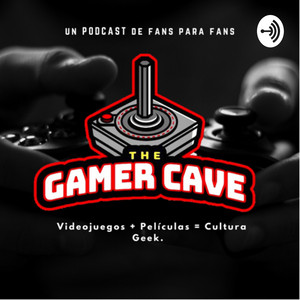 UN PODCAST DE FANS PARA FANS
THE
GAMER CAVE
Videojuegos + Películas = Cultura
Geek.